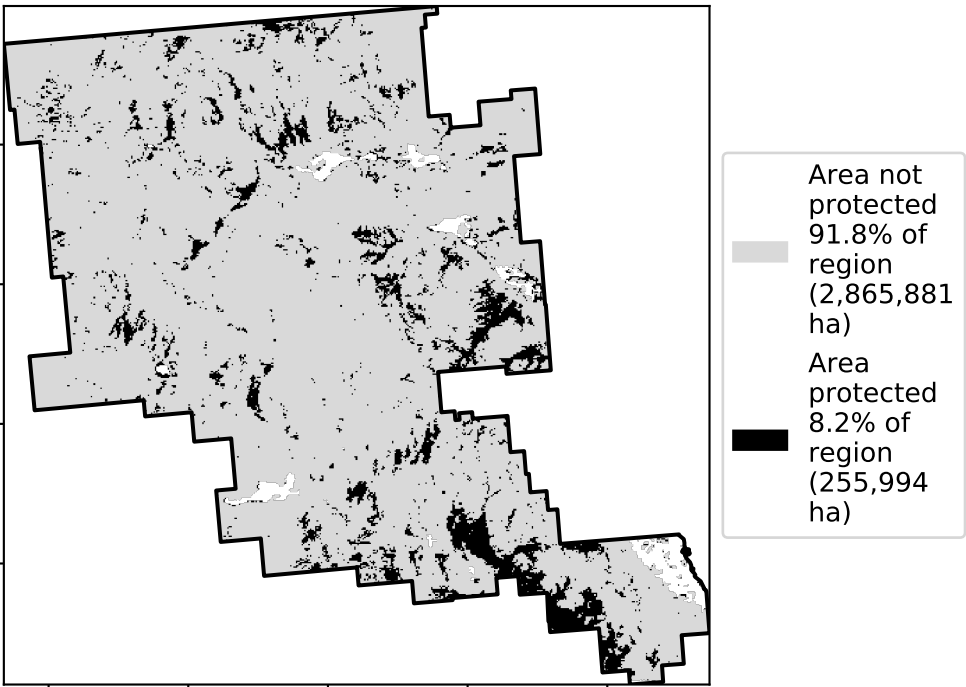 Area not
protected
91.8% of
region
(2,865,881
ha)
Area
protected
8.2% of
region
(255,994
ha)